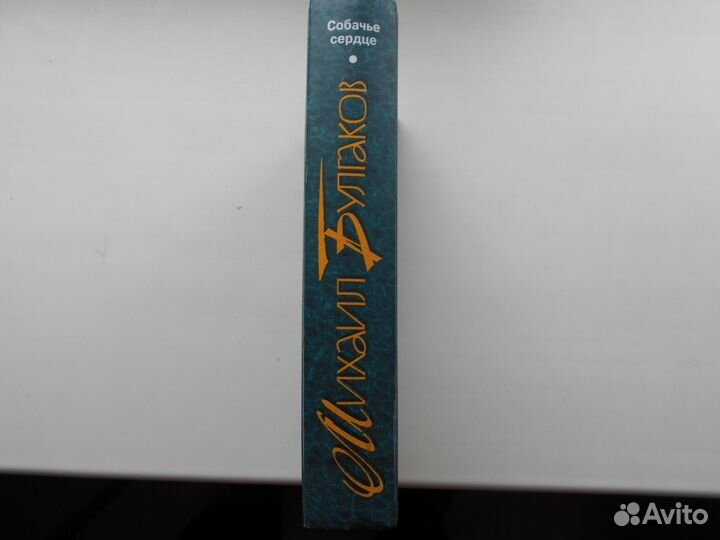 Собачье
сердце
Михаил Булгаков
Avito